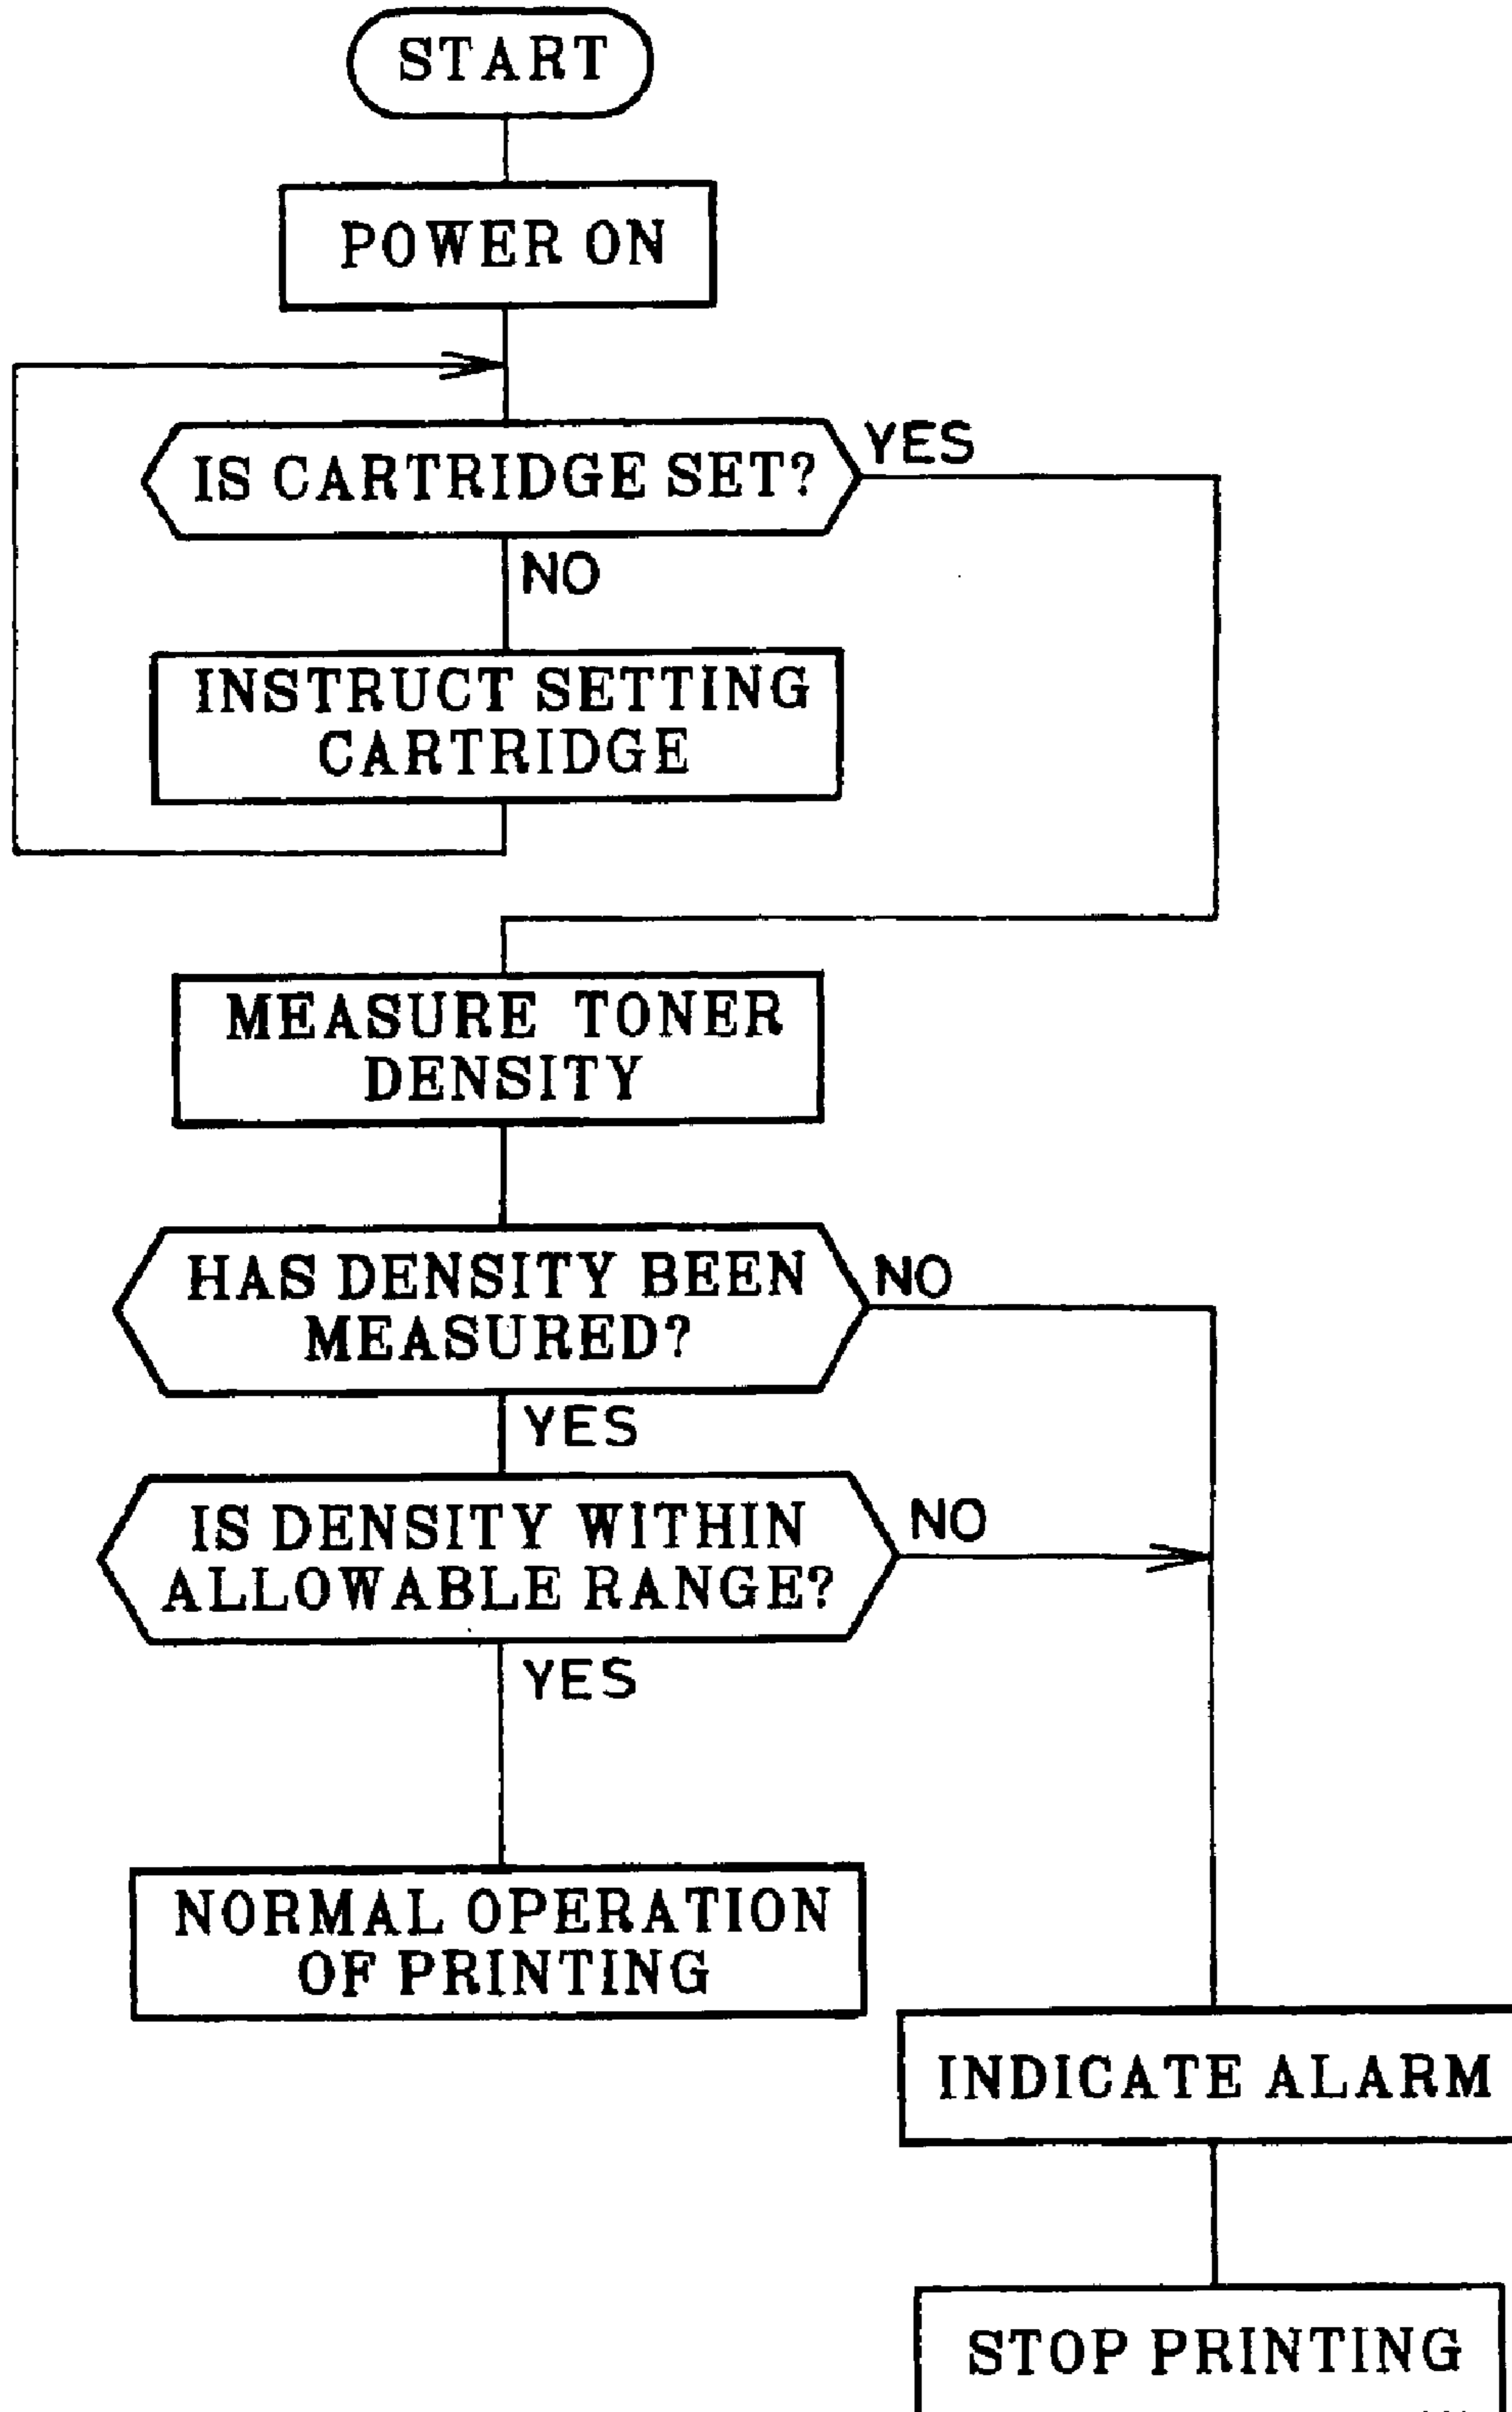 START
POWER ON
IS CARTRIDGE SET?
YES
NO
INSTRUCT SETTING
CARTRIDGE
MEASURE TONER
DENSITY
HAS DENSITY BEEN
MEASURED?
NO
YES
IS DENSITY WITHIN
ALLOWABLE RANGE?
NO
YES
NORMAL OPERATION
OF PRINTING
INDICATE ALARM
STOP PRINTING